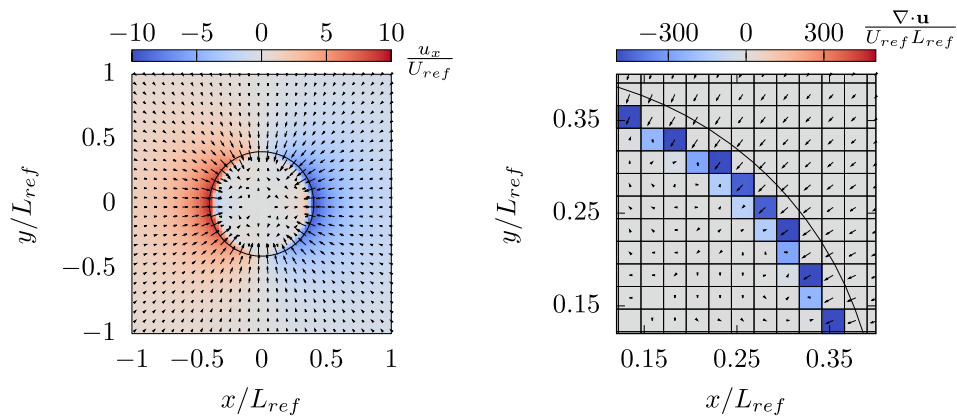 −10 −5 0 5 10 u_x/U_ref
1
0.5
0
−0.5
−1
y/L_ref
−1 −0.5 0 0.5 1
x/L_ref
−300 0 300 ∇·u/U_ref L_ref
0.35
0.25
0.15
y/L_ref
0.15 0.25 0.35
x/L_ref